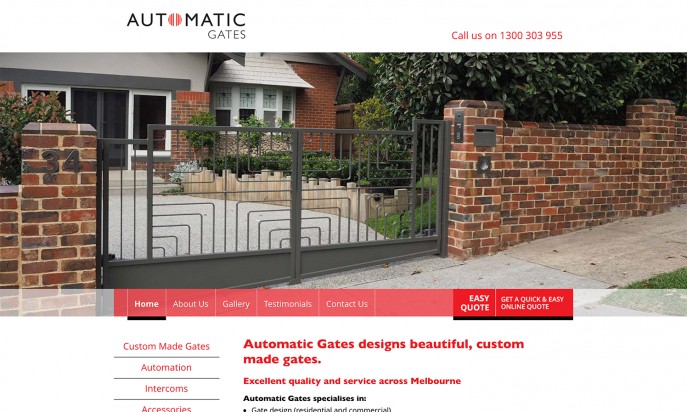 AUTOMATIC
GATES
Call us on 1300 303 955
34
Home
About Us
Gallery
Testimonials
Contact Us
EASY
QUOTE
GET A QUICK & EASY
ONLINE QUOTE
Custom Made Gates
Automation
Intercoms
Accessories
Automatic Gates designs beautiful, custom
made gates.
Excellent quality and service across Melbourne
Automatic Gates specialises in:
• Gate design (residential and commercial)